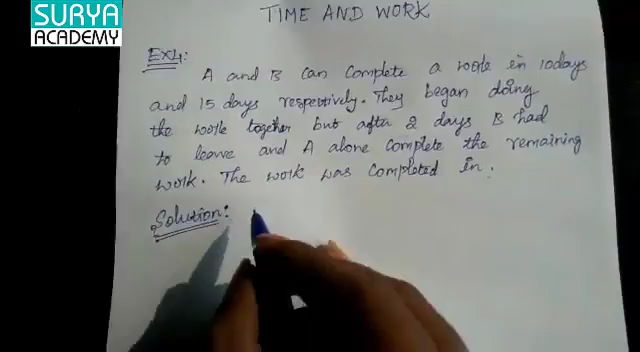 SURYA
ACADEMY
TIME AND WORK
EX4:
A and B can complete a work in 10days
and 15 days respectively. They began doing
the work together but after 2 days B had
to leave and A alone complete the remaining
work. The work was completed in.
Solution: